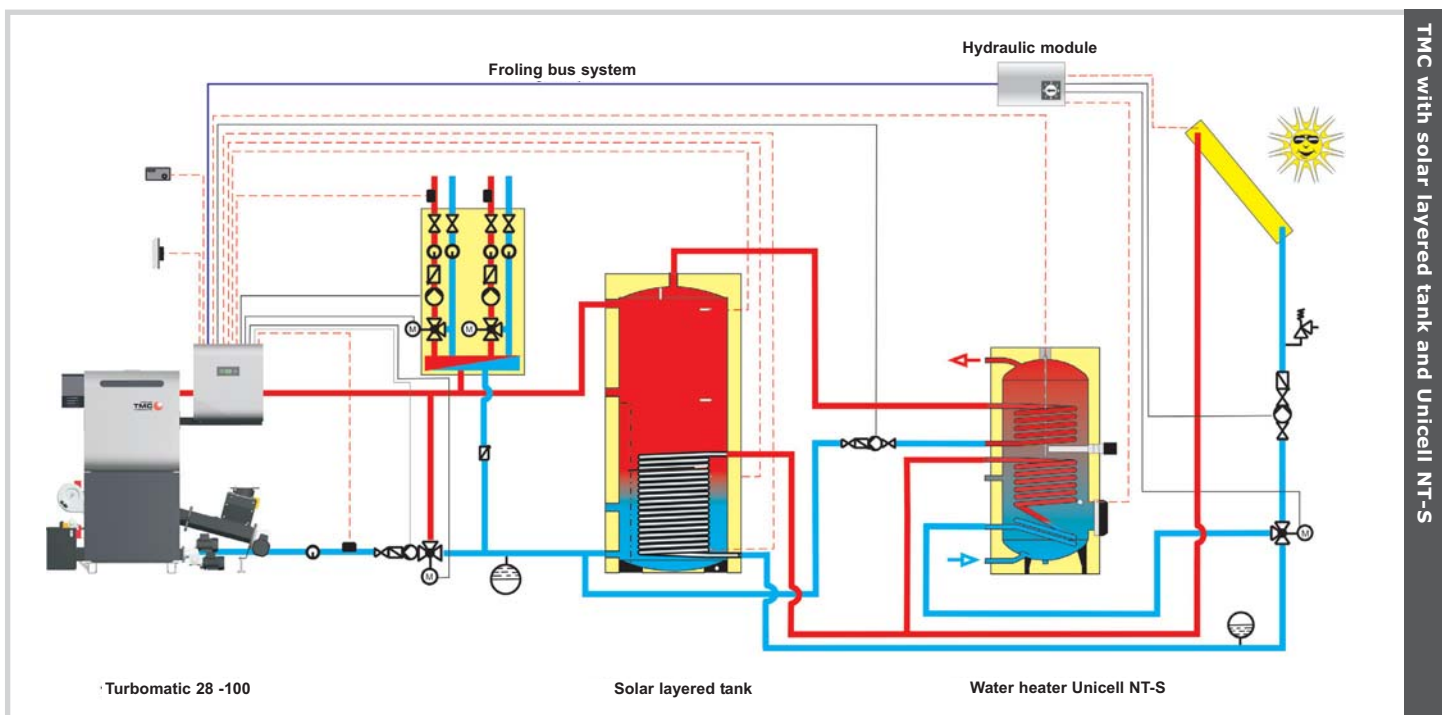 Hydraulic module
Froling bus system
TMC with solar layered tank and Unicell NT-S
M
M
TMC
M
M
Turbomatic 28 -100
Solar layered tank
Water heater Unicell NT-S